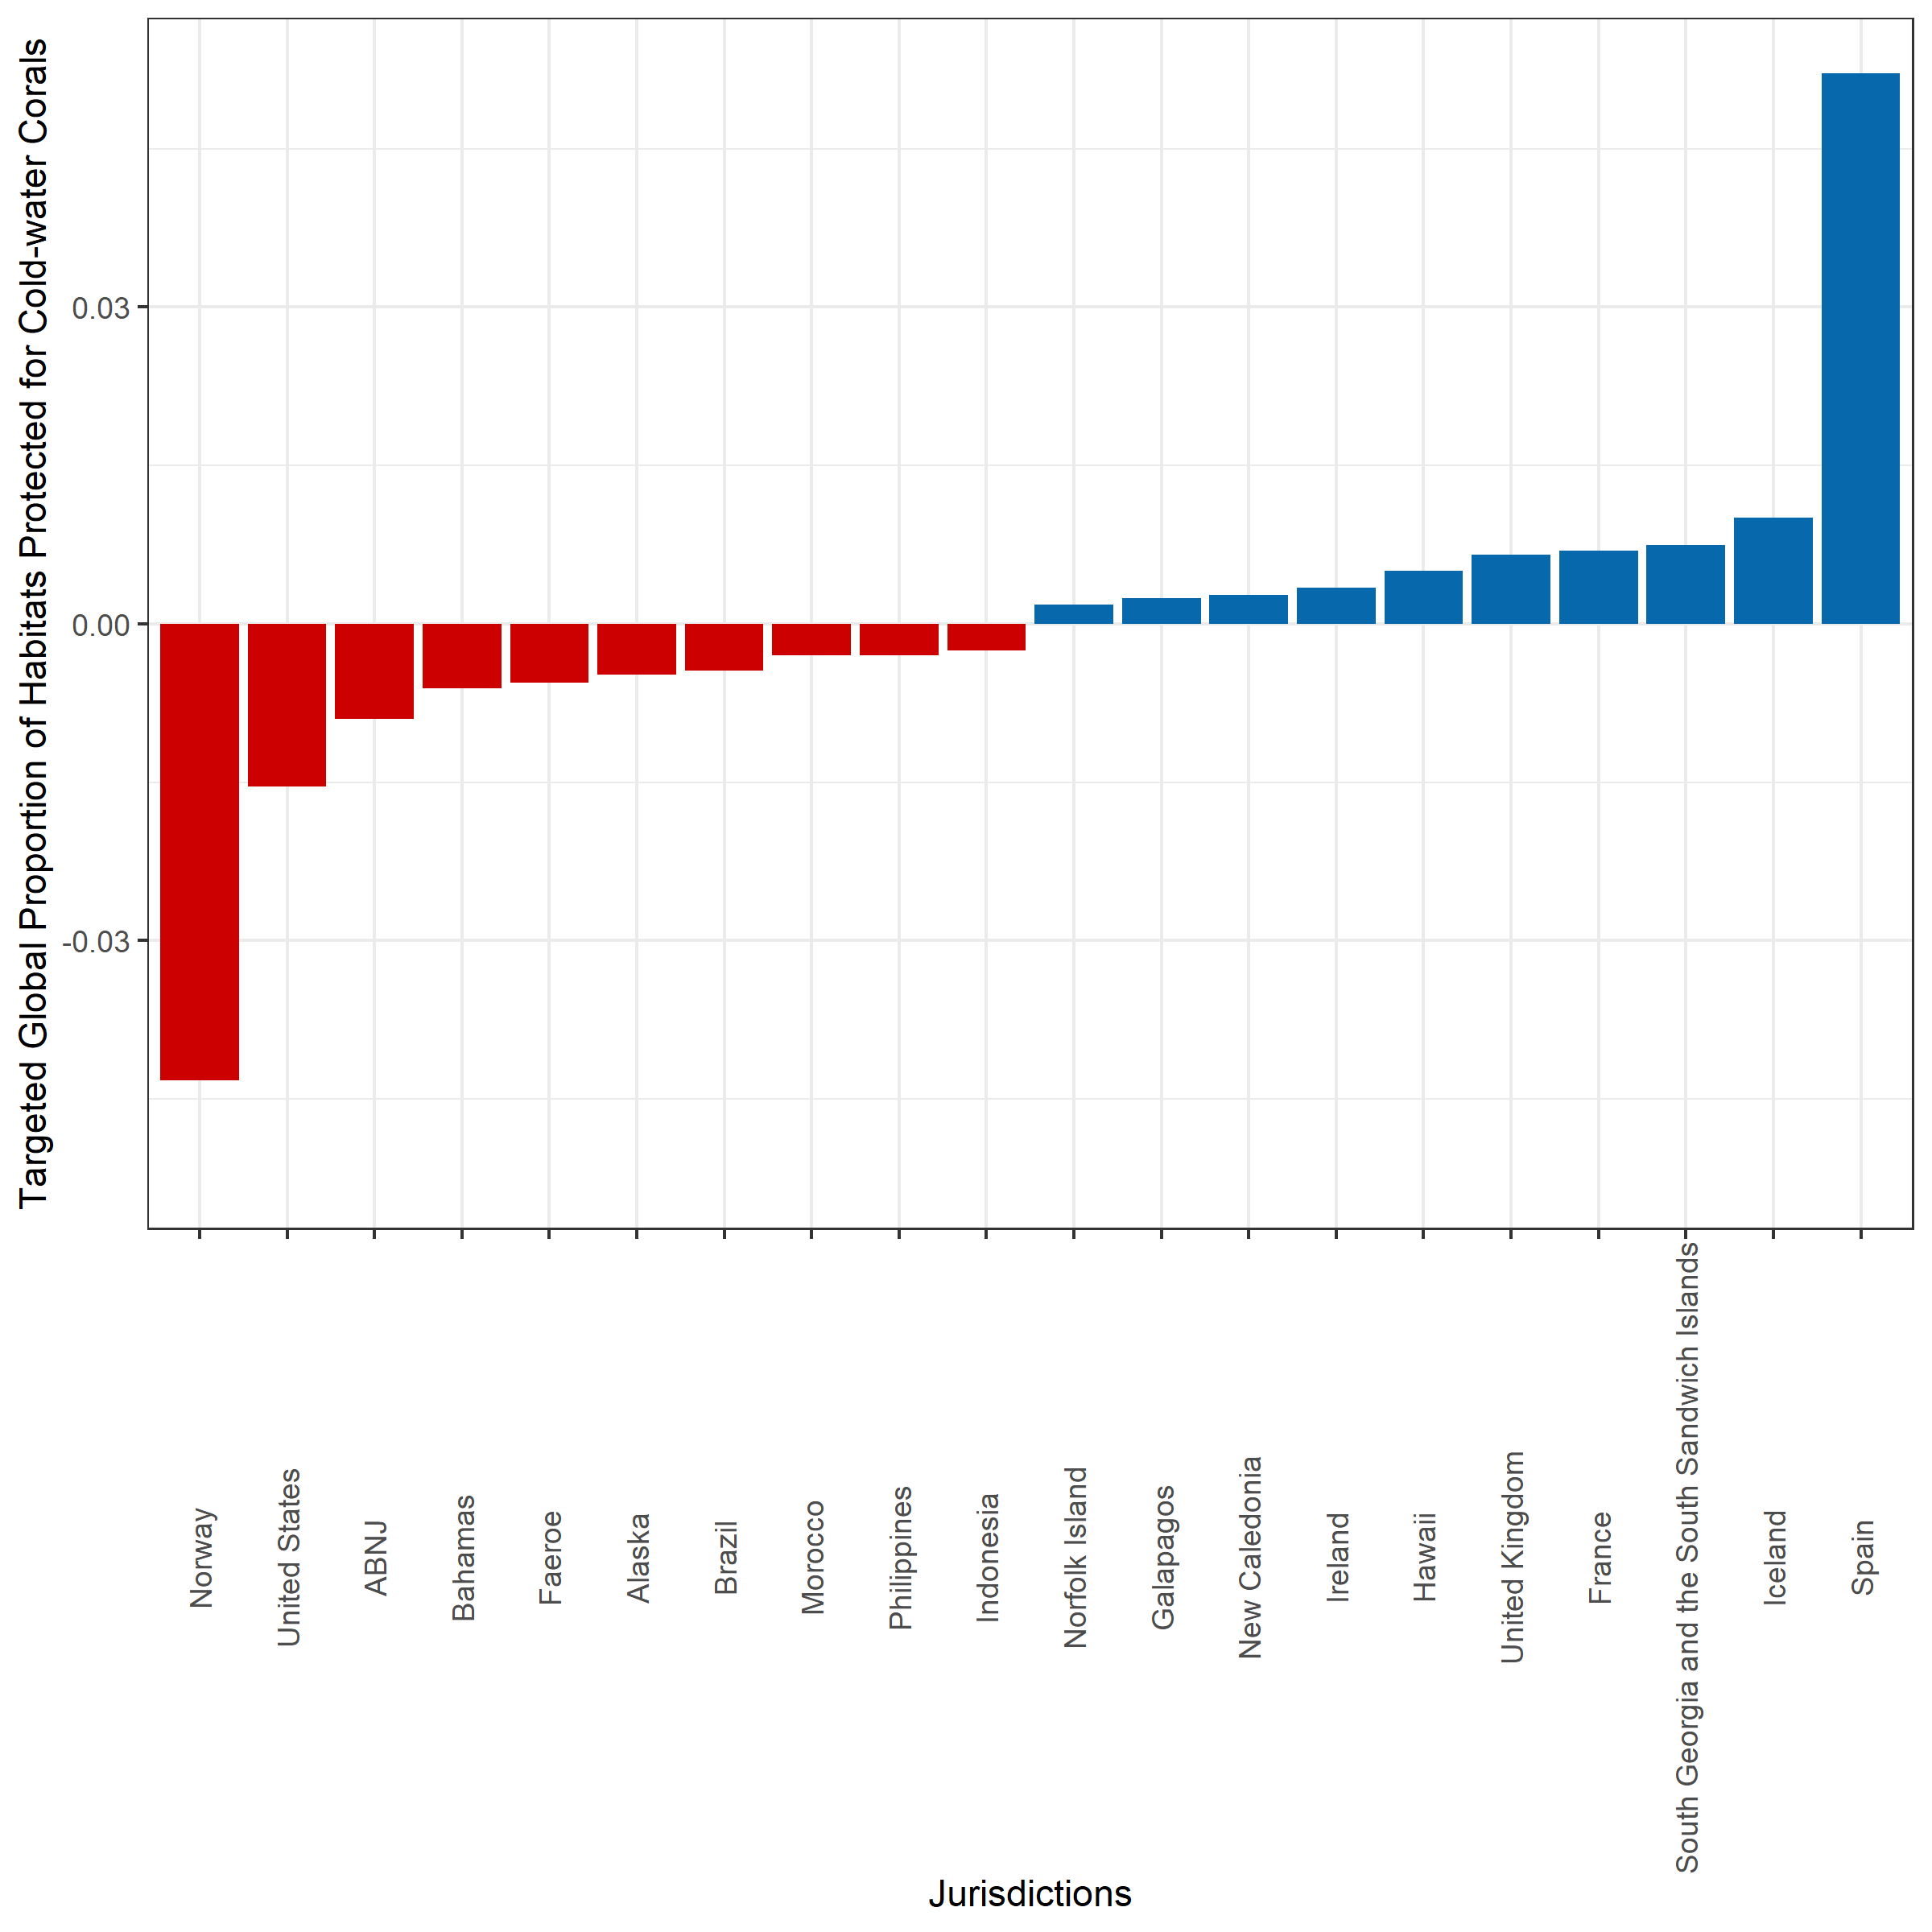 Targeted Global Proportion of Habitats Protected for Cold-water Corals
0.03
0.00
-0.03
Norway
United States
ABNJ
Bahamas
Faeroe
Alaska
Brazil
Morocco
Philippines
Indonesia
Norfolk Island
Galapagos
New Caledonia
Ireland
Hawaii
United Kingdom
France
South Georgia and the South Sandwich Islands
Iceland
Spain
Jurisdictions